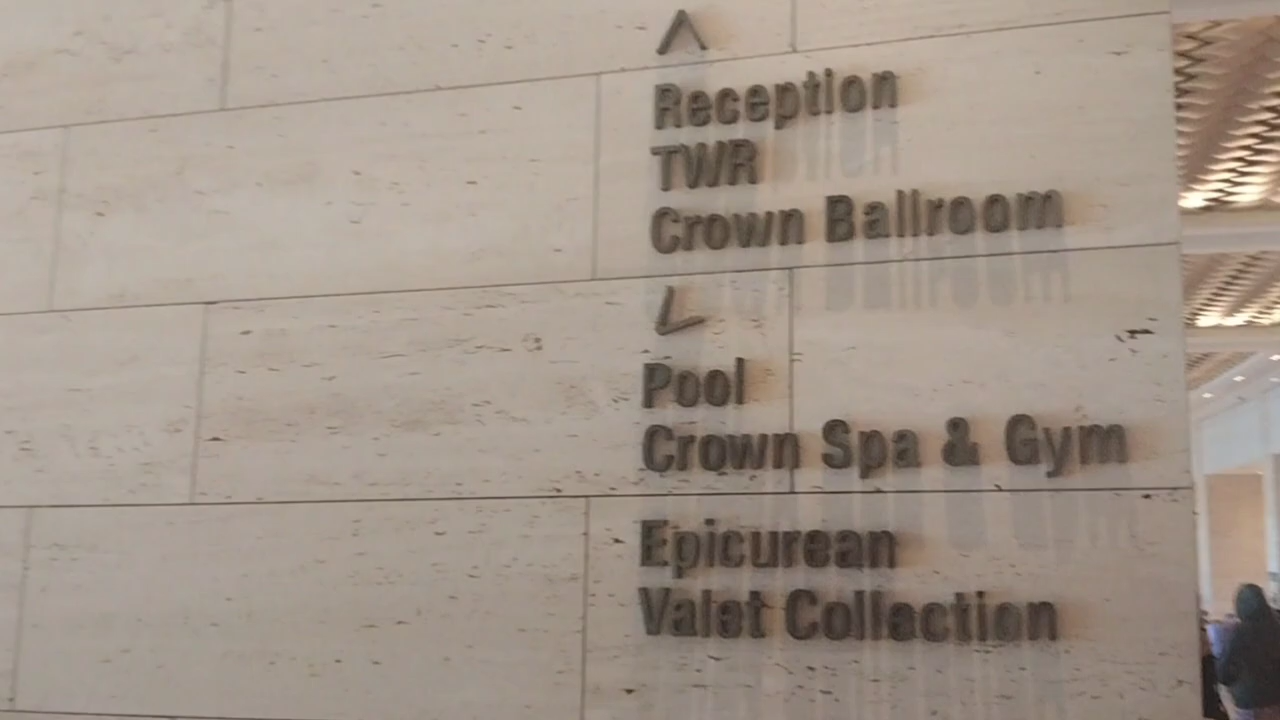 Reception
TWR
Crown Ballroom
Pool
Crown Spa & Gym
Epicurean
Valet Collection